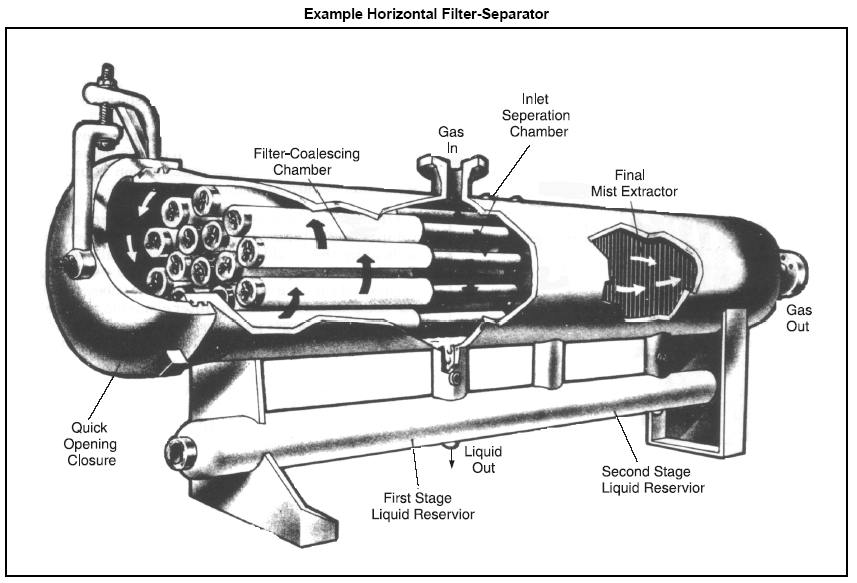 Example Horizontal Filter-Separator
Inlet
Seperation
Chamber
Gas
In
Filter-Coalescing
Chamber
Final
Mist Extractor
Gas
Out
Quick
Opening
Closure
Liquid
Out
First Stage
Liquid Reservior
Second Stage
Liquid Reservior